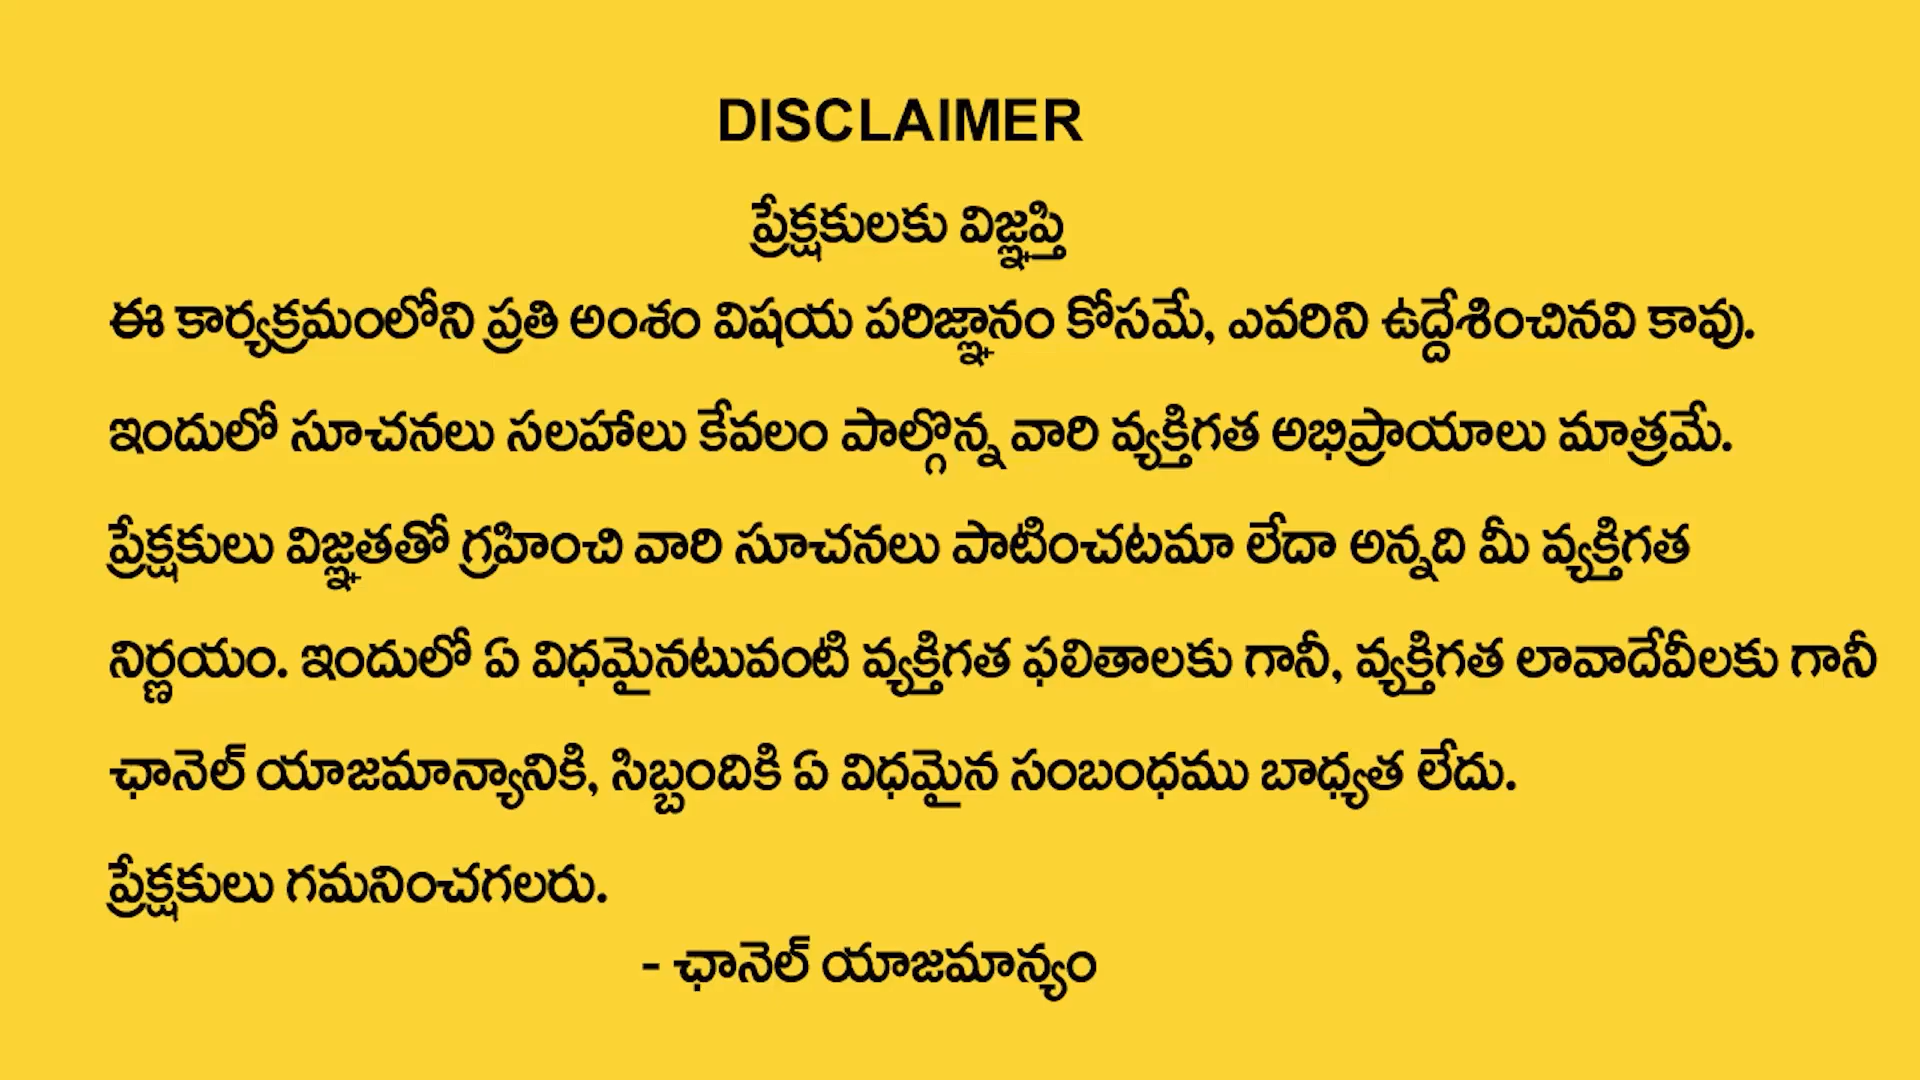 DISCLAIMER
ప్రేక్షకులకు విజ్ఞప్తి
ఈ కార్యక్రమంలోని ప్రతి అంశం విషయ పరిజ్ఞానం కోసమే, ఎవరిని ఉద్దేశించినవి కావు.
ఇందులో సూచనలు సలహాలు కేవలం పాల్గొన్న వారి వ్యక్తిగత అభిప్రాయాలు మాత్రమే.
ప్రేక్షకులు విజ్ఞతతో గ్రహించి వారి సూచనలు పాటించటమా లేదా అన్నది మీ వ్యక్తిగత
నిర్ణయం. ఇందులో ఏ విధమైనటువంటి వ్యక్తిగత ఫలితాలకు గానీ, వ్యక్తిగత లావాదేవీలకు గానీ
ఛానెల్ యాజమాన్యానికి, సిబ్బందికి ఏ విధమైన సంబంధము బాధ్యత లేదు.
ప్రేక్షకులు గమనించగలరు.
- ఛానెల్ యాజమాన్యం